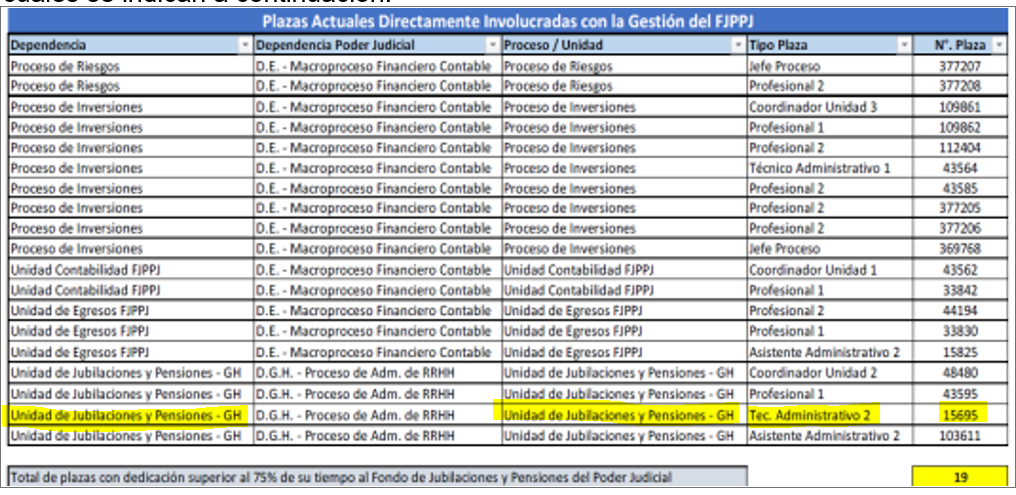 cuales se indican a continuación:
Plazas Actuales Directamente Involucradas con la Gestión del FJPPJ
Dependencia Dependencia Poder Judicial Proceso / Unidad Tipo Plaza N°. Plaza
Proceso de Riesgos D.E. - Macroproceso Financiero Contable Proceso de Riesgos Jefe Proceso 377207
Proceso de Riesgos D.E. - Macroproceso Financiero Contable Proceso de Riesgos Profesional 2 377208
Proceso de Inversiones D.E. - Macroproceso Financiero Contable Proceso de Inversiones Coordinador Unidad 3 109861
Proceso de Inversiones D.E. - Macroproceso Financiero Contable Proceso de Inversiones Profesional 1 109862
Proceso de Inversiones D.E. - Macroproceso Financiero Contable Proceso de Inversiones Profesional 2 112404
Proceso de Inversiones D.E. - Macroproceso Financiero Contable Proceso de Inversiones Técnico Administrativo 1 43564
Proceso de Inversiones D.E. - Macroproceso Financiero Contable Proceso de Inversiones Profesional 2 43585
Proceso de Inversiones D.E. - Macroproceso Financiero Contable Proceso de Inversiones Profesional 2 377205
Proceso de Inversiones D.E. - Macroproceso Financiero Contable Proceso de Inversiones Profesional 2 377206
Proceso de Inversiones D.E. - Macroproceso Financiero Contable Proceso de Inversiones Jefe Proceso 369768
Unidad Contabilidad FJPPJ D.E. - Macroproceso Financiero Contable Unidad Contabilidad FJPPJ Coordinador Unidad 1 43562
Unidad Contabilidad FJPPJ D.E. - Macroproceso Financiero Contable Unidad Contabilidad FJPPJ Profesional 1 33842
Unidad de Egresos FJPPJ D.E. - Macroproceso Financiero Contable Unidad de Egresos FJPPJ Profesional 2 44194
Unidad de Egresos FJPPJ D.E. - Macroproceso Financiero Contable Unidad de Egresos FJPPJ Profesional 1 33830
Unidad de Egresos FJPPJ D.E. - Macroproceso Financiero Contable Unidad de Egresos FJPPJ Asistente Administrativo 2 15825
Unidad de Jubilaciones y Pensiones - GH D.G.H. - Proceso de Adm. de RRHH Unidad de Jubilaciones y Pensiones - GH Coordinador Unidad 2 48480
Unidad de Jubilaciones y Pensiones - GH D.G.H. - Proceso de Adm. de RRHH Unidad de Jubilaciones y Pensiones - GH Profesional 1 43595
Unidad de Jubilaciones y Pensiones - GH D.G.H. - Proceso de Adm. de RRHH Unidad de Jubilaciones y Pensiones - GH Tec. Administrativo 2 15695
Unidad de Jubilaciones y Pensiones - GH D.G.H. - Proceso de Adm. de RRHH Unidad de Jubilaciones y Pensiones - GH Asistente Administrativo 2 103611
Total de plazas con dedicación superior al 75% de su tiempo al Fondo de Jubilaciones y Pensiones del Poder Judicial 19